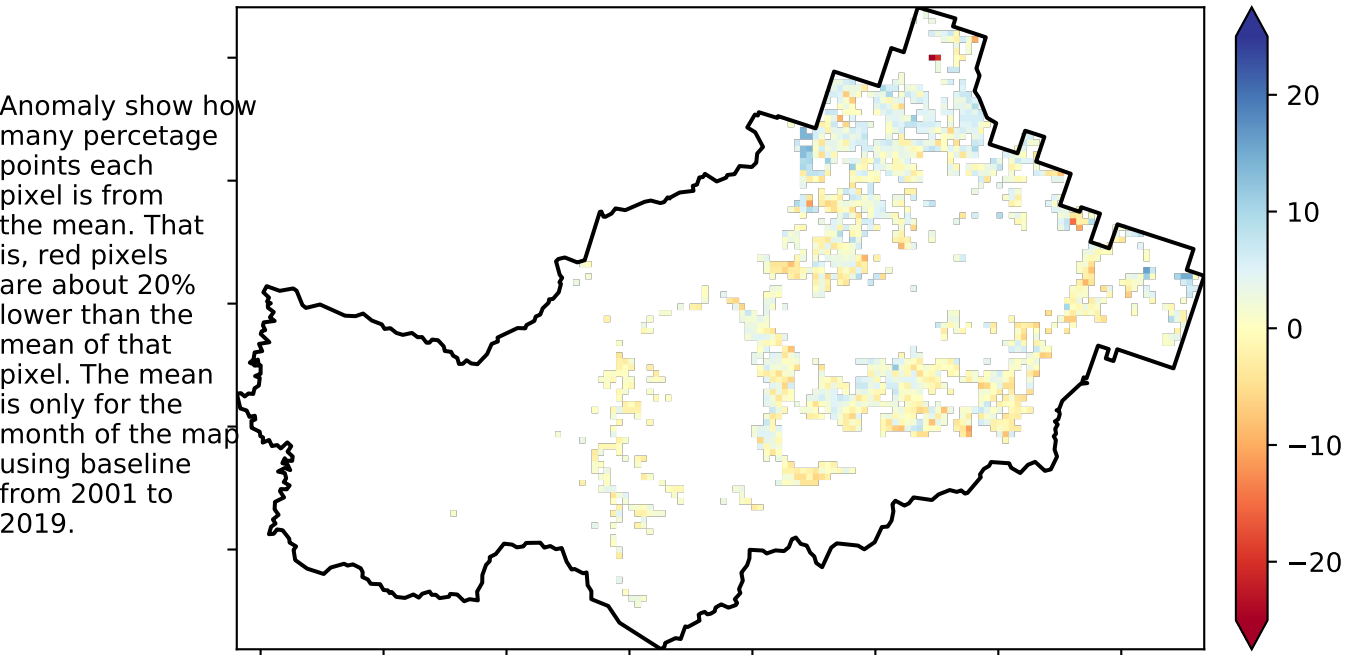 Anomaly show how
many percetage
points each
pixel is from
the mean. That
is, red pixels
are about 20%
lower than the
mean of that
pixel. The mean
is only for the
month of the map
using baseline
from 2001 to
2019.
20
10
0
−10
−20